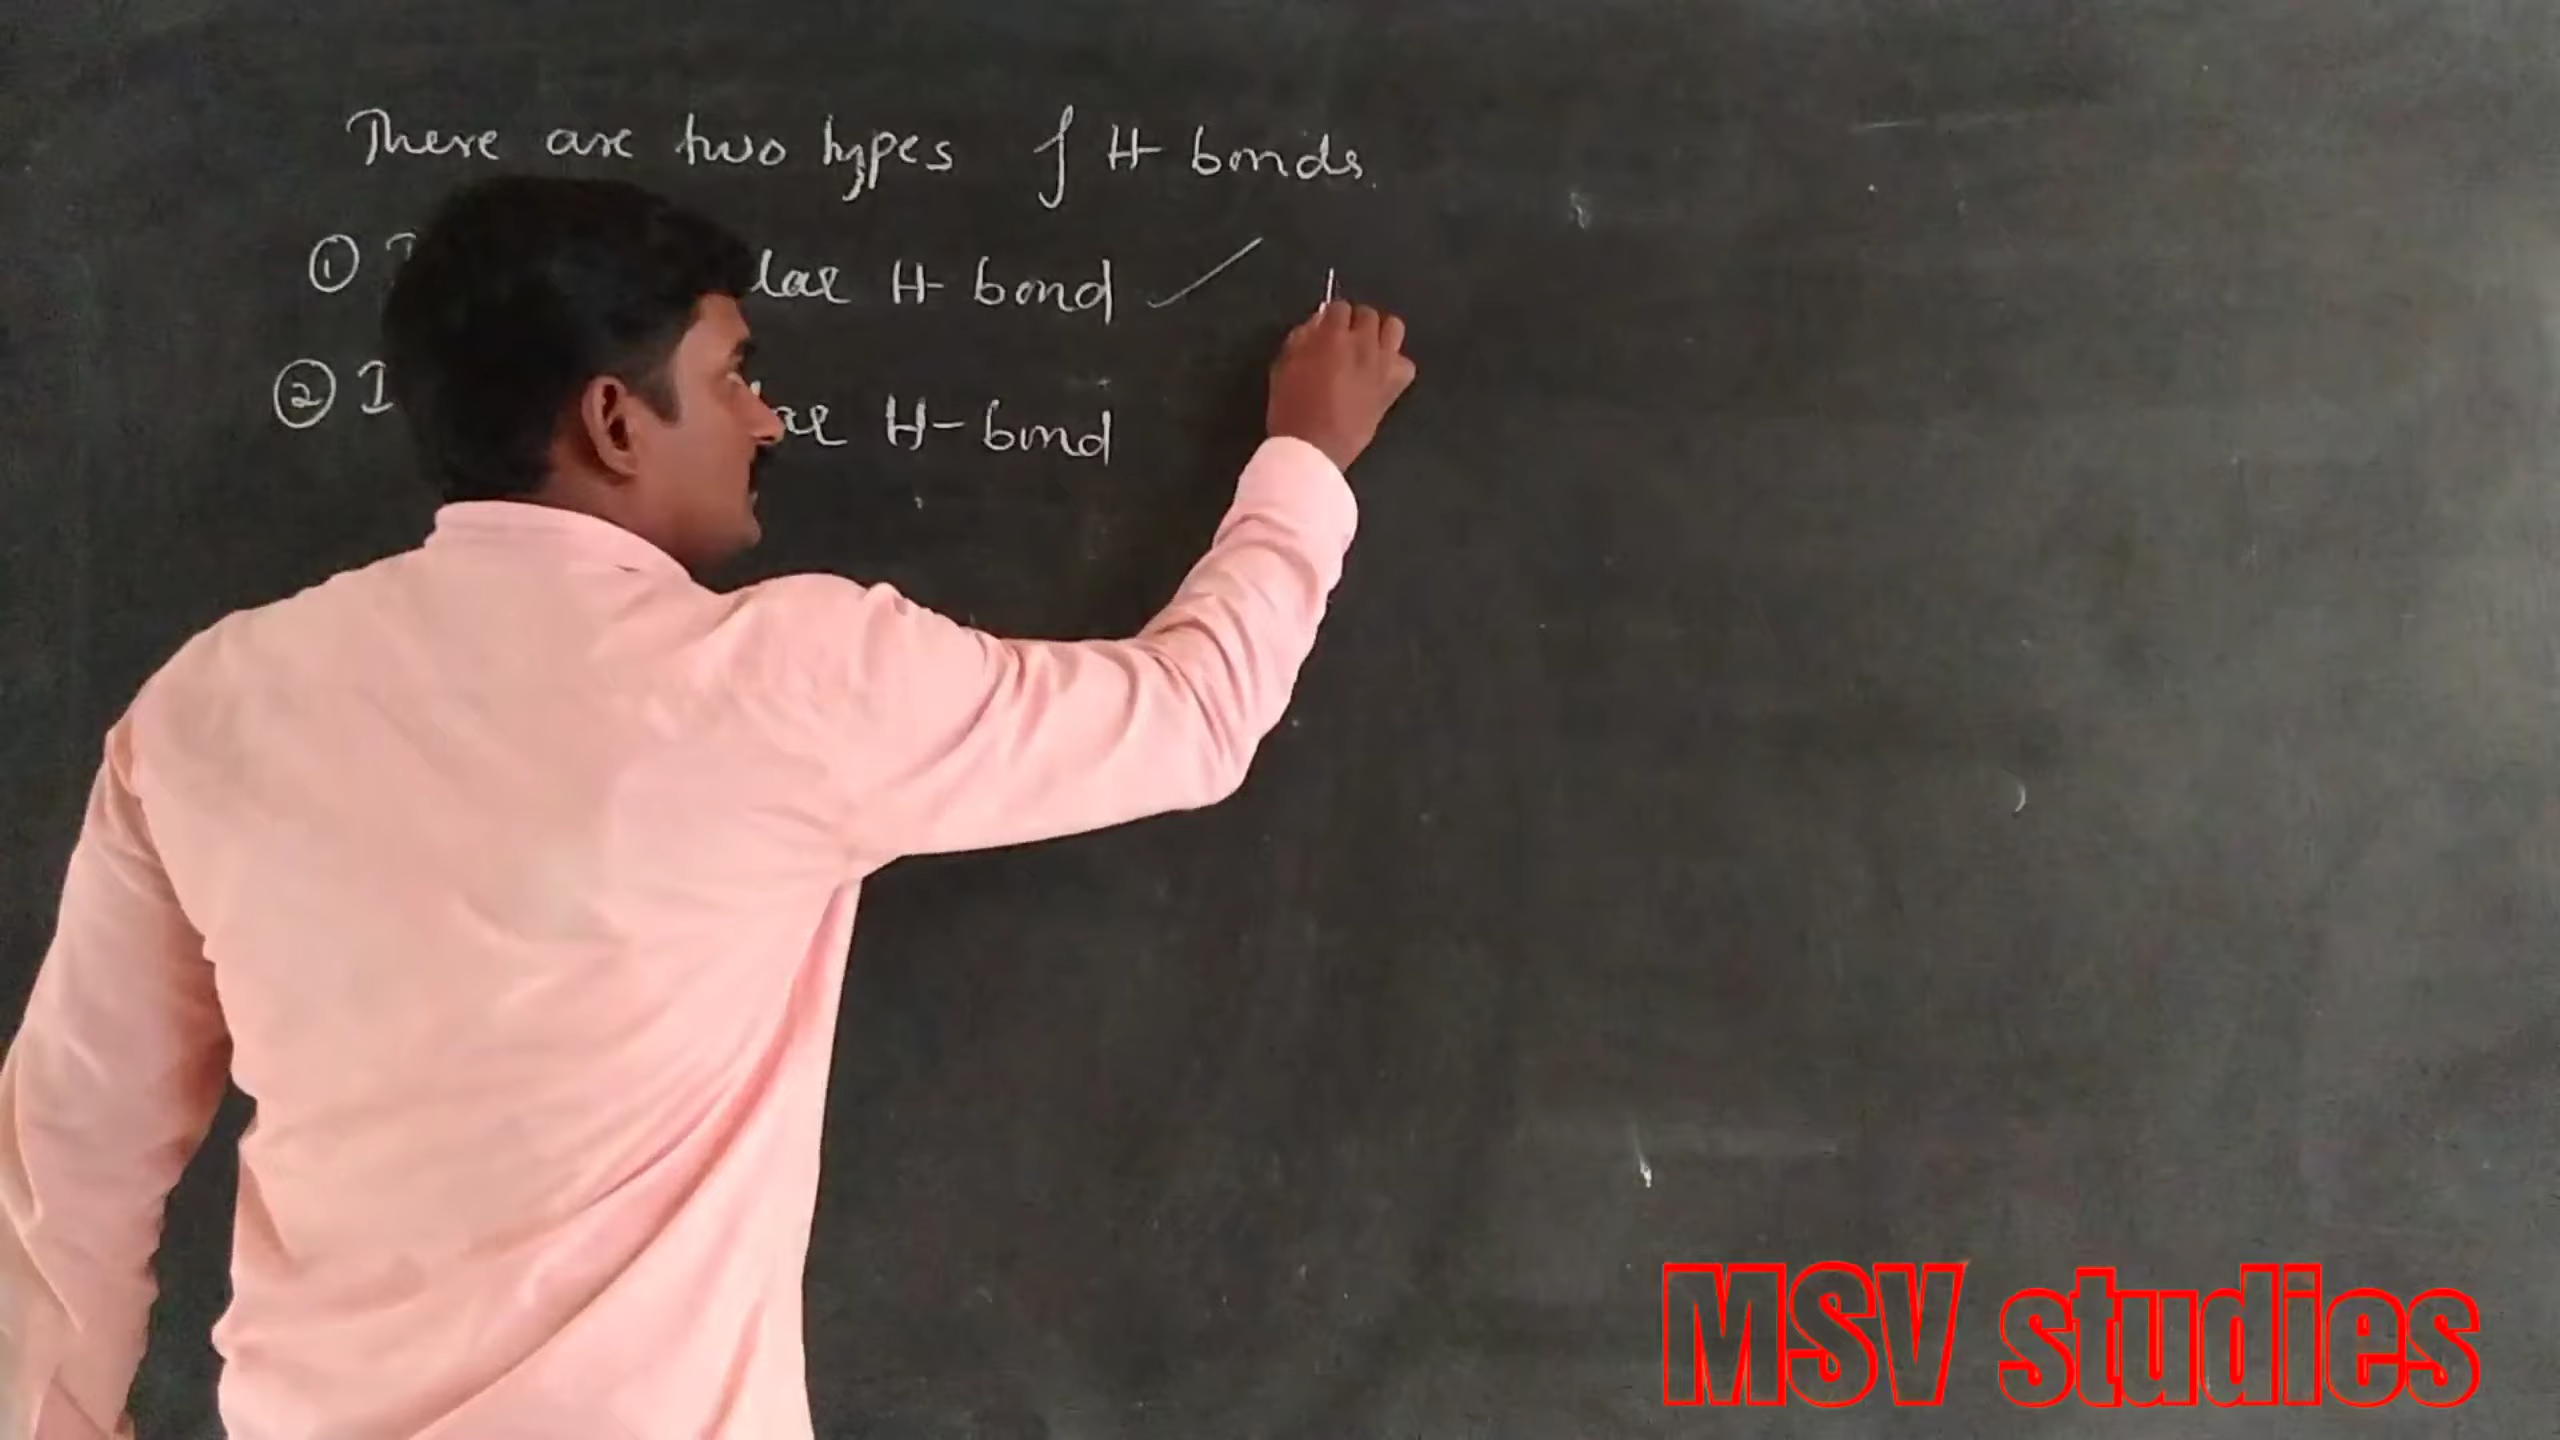 There are two types of H bonds.
① lar H-bond ✓
② I ar H-bond
MSV studies